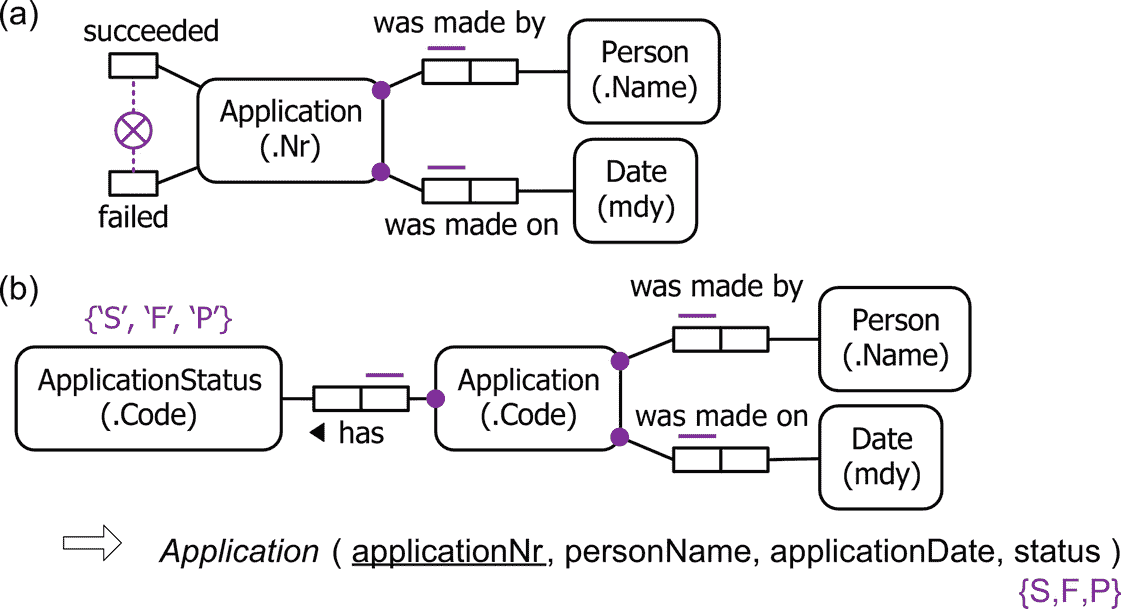 (a)
succeeded
failed
Application
(.Nr)
was made by
Person
(.Name)
was made on
Date
(mdy)
(b)
{‘S’, ‘F’, ‘P’}
ApplicationStatus
(.Code)
◄ has
Application
(.Code)
was made by
Person
(.Name)
was made on
Date
(mdy)
Application ( applicationNr, personName, applicationDate, status )
{S,F,P}